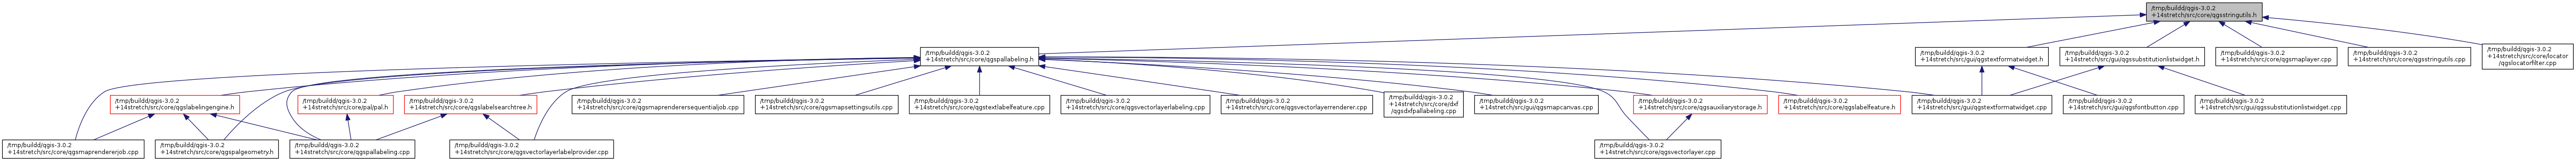 /tmp/buildd/qgis-3.0.2
+14stretch/src/core/qgsstringutils.h
/tmp/buildd/qgis-3.0.2
+14stretch/src/core/qgspallabeling.h
/tmp/buildd/qgis-3.0.2
+14stretch/src/gui/qgstextformatwidget.h
/tmp/buildd/qgis-3.0.2
+14stretch/src/gui/qgssubstitutionlistwidget.h
/tmp/buildd/qgis-3.0.2
+14stretch/src/core/qgsmaplayer.cpp
/tmp/buildd/qgis-3.0.2
+14stretch/src/core/qgsstringutils.cpp
/tmp/buildd/qgis-3.0.2
+14stretch/src/core/locator
/qgslocatorfilter.cpp
/tmp/buildd/qgis-3.0.2
+14stretch/src/core/qgslabelingengine.h
/tmp/buildd/qgis-3.0.2
+14stretch/src/core/pal/pal.h
/tmp/buildd/qgis-3.0.2
+14stretch/src/core/qgslabelsearchtree.h
/tmp/buildd/qgis-3.0.2
+14stretch/src/core/qgsmaprenderersequentialjob.cpp
/tmp/buildd/qgis-3.0.2
+14stretch/src/core/qgsmapsettingsutils.cpp
/tmp/buildd/qgis-3.0.2
+14stretch/src/core/qgstextlabelfeature.cpp
/tmp/buildd/qgis-3.0.2
+14stretch/src/core/qgsvectorlayerlabeling.cpp
/tmp/buildd/qgis-3.0.2
+14stretch/src/core/qgsvectorlayerrenderer.cpp
/tmp/buildd/qgis-3.0.2
+14stretch/src/core/dxf
/qgsdxfpallabeling.cpp
/tmp/buildd/qgis-3.0.2
+14stretch/src/gui/qgsmapcanvas.cpp
/tmp/buildd/qgis-3.0.2
+14stretch/src/core/qgsauxiliarystorage.h
/tmp/buildd/qgis-3.0.2
+14stretch/src/core/qgslabelfeature.h
/tmp/buildd/qgis-3.0.2
+14stretch/src/gui/qgstextformatwidget.cpp
/tmp/buildd/qgis-3.0.2
+14stretch/src/gui/qgsfontbutton.cpp
/tmp/buildd/qgis-3.0.2
+14stretch/src/gui/qgssubstitutionlistwidget.cpp
/tmp/buildd/qgis-3.0.2
+14stretch/src/core/qgsmaprendererjob.cpp
/tmp/buildd/qgis-3.0.2
+14stretch/src/core/qgspalgeometry.h
/tmp/buildd/qgis-3.0.2
+14stretch/src/core/qgspallabeling.cpp
/tmp/buildd/qgis-3.0.2
+14stretch/src/core/qgsvectorlayerlabelprovider.cpp
/tmp/buildd/qgis-3.0.2
+14stretch/src/core/qgsvectorlayer.cpp